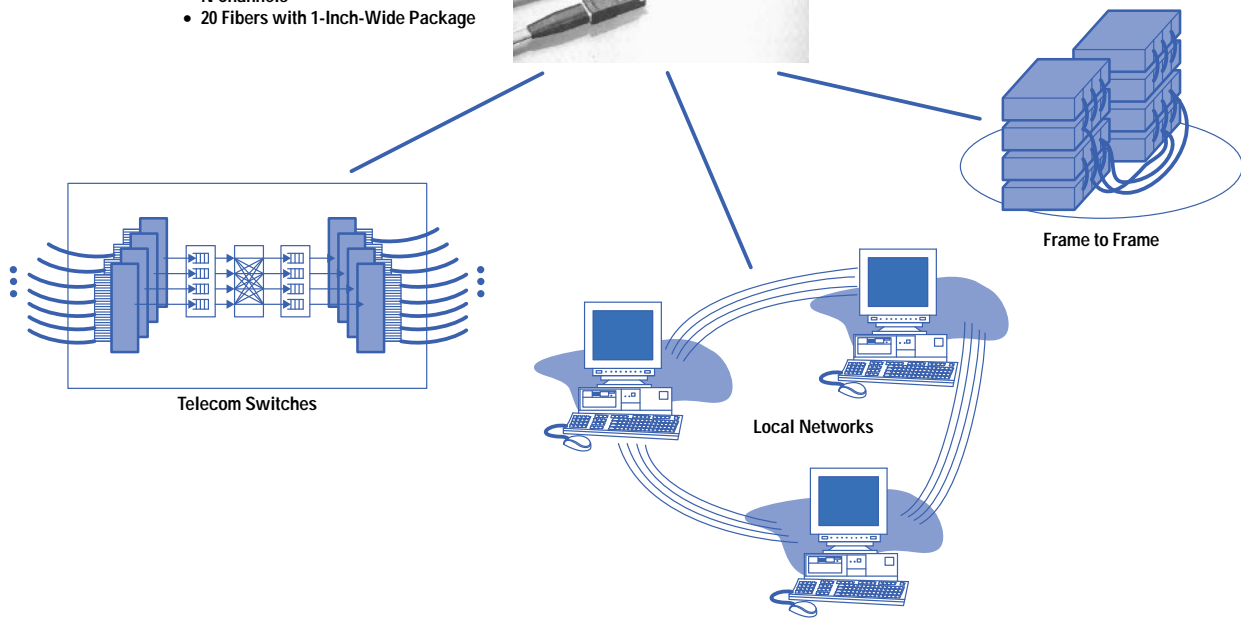 • 20 Fibers with 1-Inch-Wide Package
Frame to Frame
Telecom Switches
Local Networks